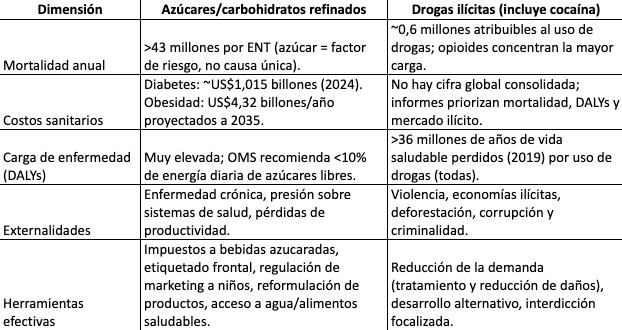 Dimensión Azúcares/carbohidratos refinados Drogas ilícitas (incluye cocaína)
Mortalidad anual
>43 millones por ENT (azúcar = factor
de riesgo, no causa única).
~0,6 millones atribuibles al uso de
drogas; opioides concentran la mayor
carga.
Costos sanitarios
Diabetes: ~US$1,015 billones (2024).
Obesidad: US$4,32 billones/año
proyectados a 2035.
No hay cifra global consolidada;
informes priorizan mortalidad, DALYs y
mercado ilícito.
Carga de enfermedad
(DALYs)
Muy elevada; OMS recomienda <10%
de energía diaria de azúcares libres.
>36 millones de años de vida
saludable perdidos (2019) por uso de
drogas (todas).
Externalidades
Enfermedad crónica, presión sobre
sistemas de salud, pérdidas de
productividad.
Violencia, economías ilícitas,
deforestación, corrupción y
criminalidad.
Herramientas
efectivas
Impuestos a bebidas azucaradas,
etiquetado frontal, regulación de
marketing a niños, reformulación de
productos, acceso a agua/alimentos
saludables.
Reducción de la demanda
(tratamiento y reducción de daños),
desarrollo alternativo, interdicción
focalizada.